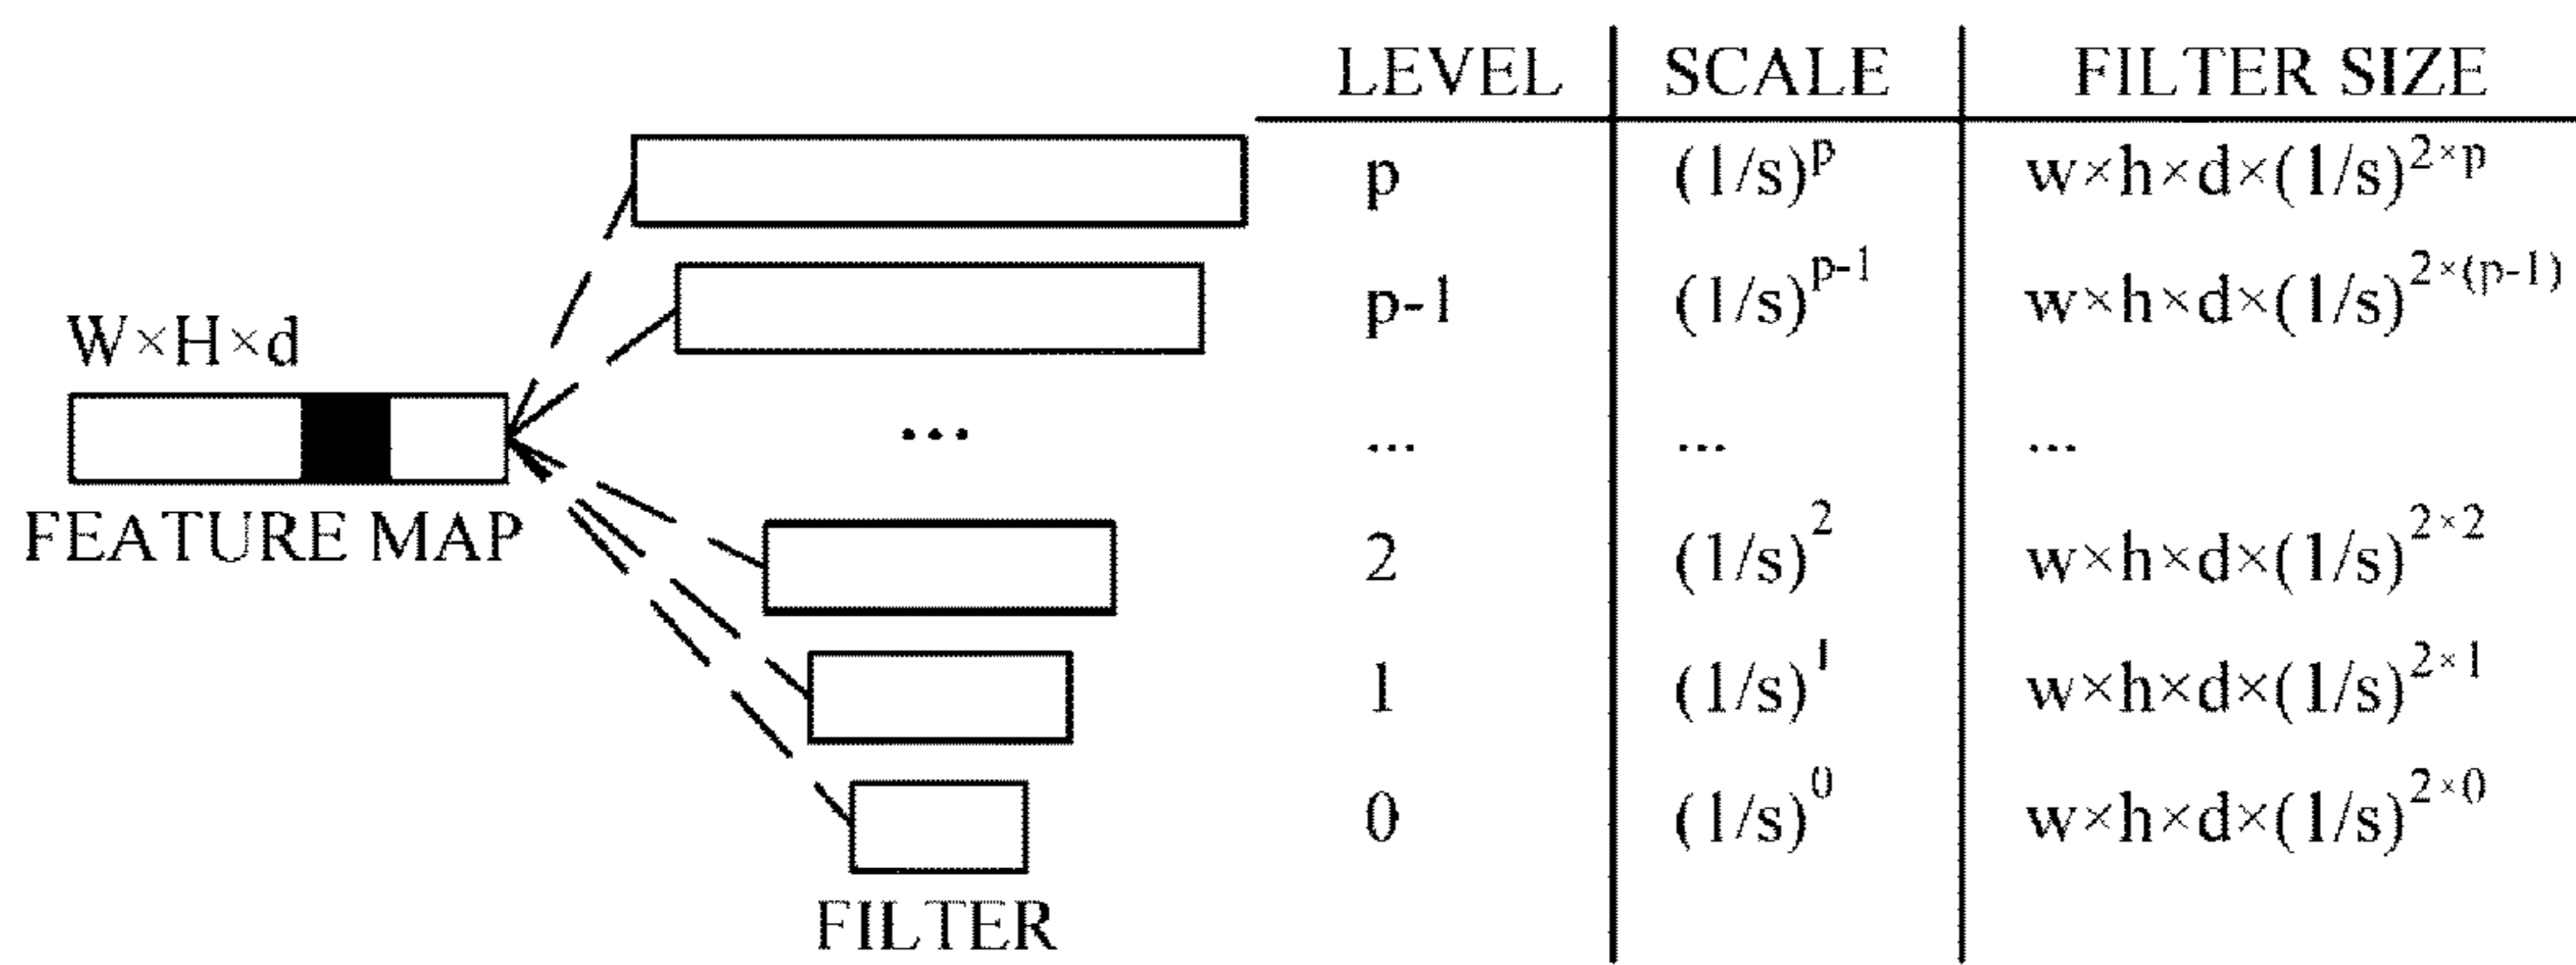 LEVEL SCALE FILTER SIZE
p (1/s)^p w×h×d×(1/s)^2×p
p-1 (1/s)^p-1 w×h×d×(1/s)^2×(p-1)
W×H×d
... ... ... ...
FEATURE MAP
2 (1/s)^2 w×h×d×(1/s)^2×2
1 (1/s)^1 w×h×d×(1/s)^2×1
0 (1/s)^0 w×h×d×(1/s)^2×0
FILTER